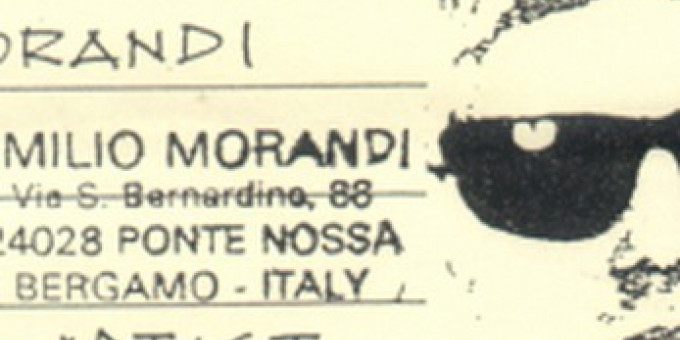 ORANDI
MILIO MORANDI
Via S. Bernardino, 88
24028 PONTE NOSSA
BERGAMO - ITALY